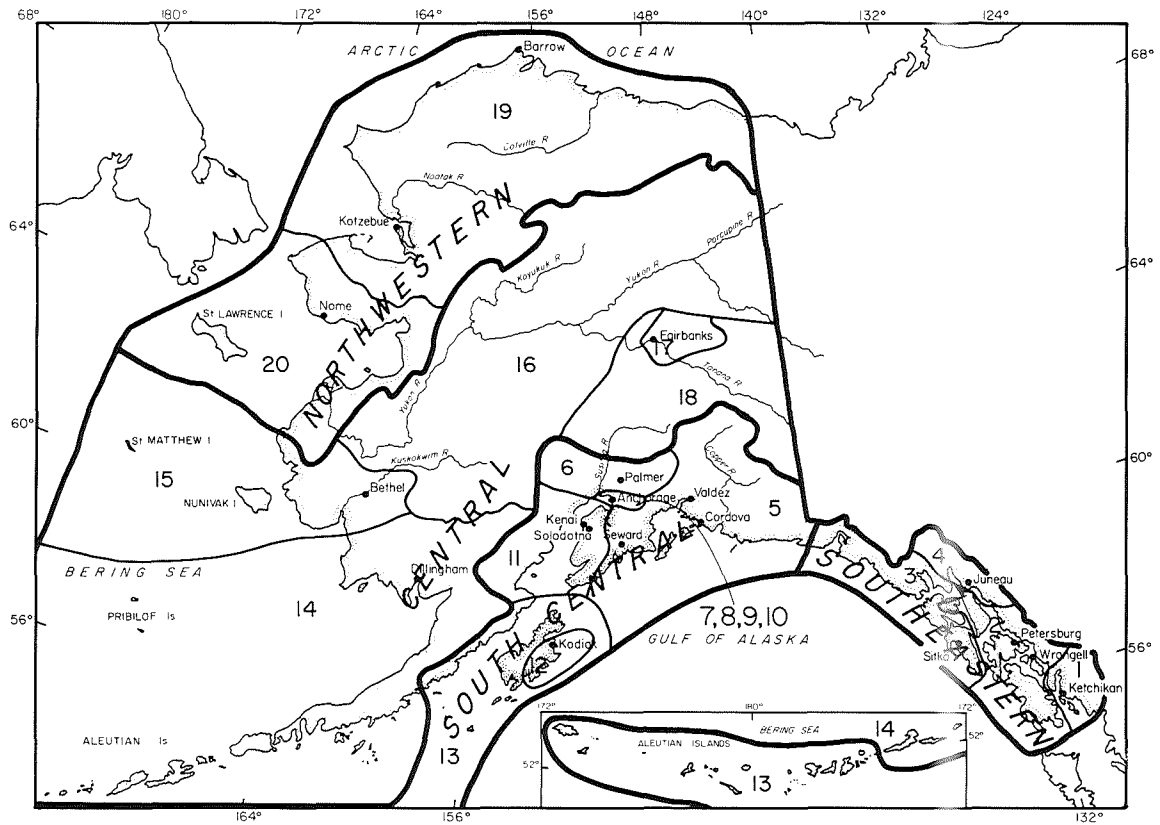 68°
180°
172°
164°
156°
148°
140°
132°
124°
68°
ARCTIC OCEAN
Barrow
19
Colville R
Noatak R
Kotzebue
64°
64°
NORTHWESTERN
Porcupine R
Koyukuk R
Yukon R
St LAWRENCE I
Nome
20
16
Fairbanks
17
Tanana R
18
Yukon R
60°
60°
St MATTHEW I
15
NUNIVAK I
Kuskokwim R
Bethel
CENTRAL
6
Susitna R
Palmer
Copper R
Anchorage
Valdez
5
Kenai
Solodotna
Seward
Cordova
11
BERING SEA
Dillingham
14
PRIBILOF Is
56°
56°
SOUTH CENTRAL
6
Kodiak
12
7,8,9,10
GULF OF ALASKA
SOUTHEASTERN
3
4
Juneau
Petersburg
Sitka
Wrangell
1
Ketchikan
13
ALEUTIAN Is
172°
180°
172°
BERING SEA
14
ALEUTIAN ISLANDS
52°
52°
13
164°
156°
132°